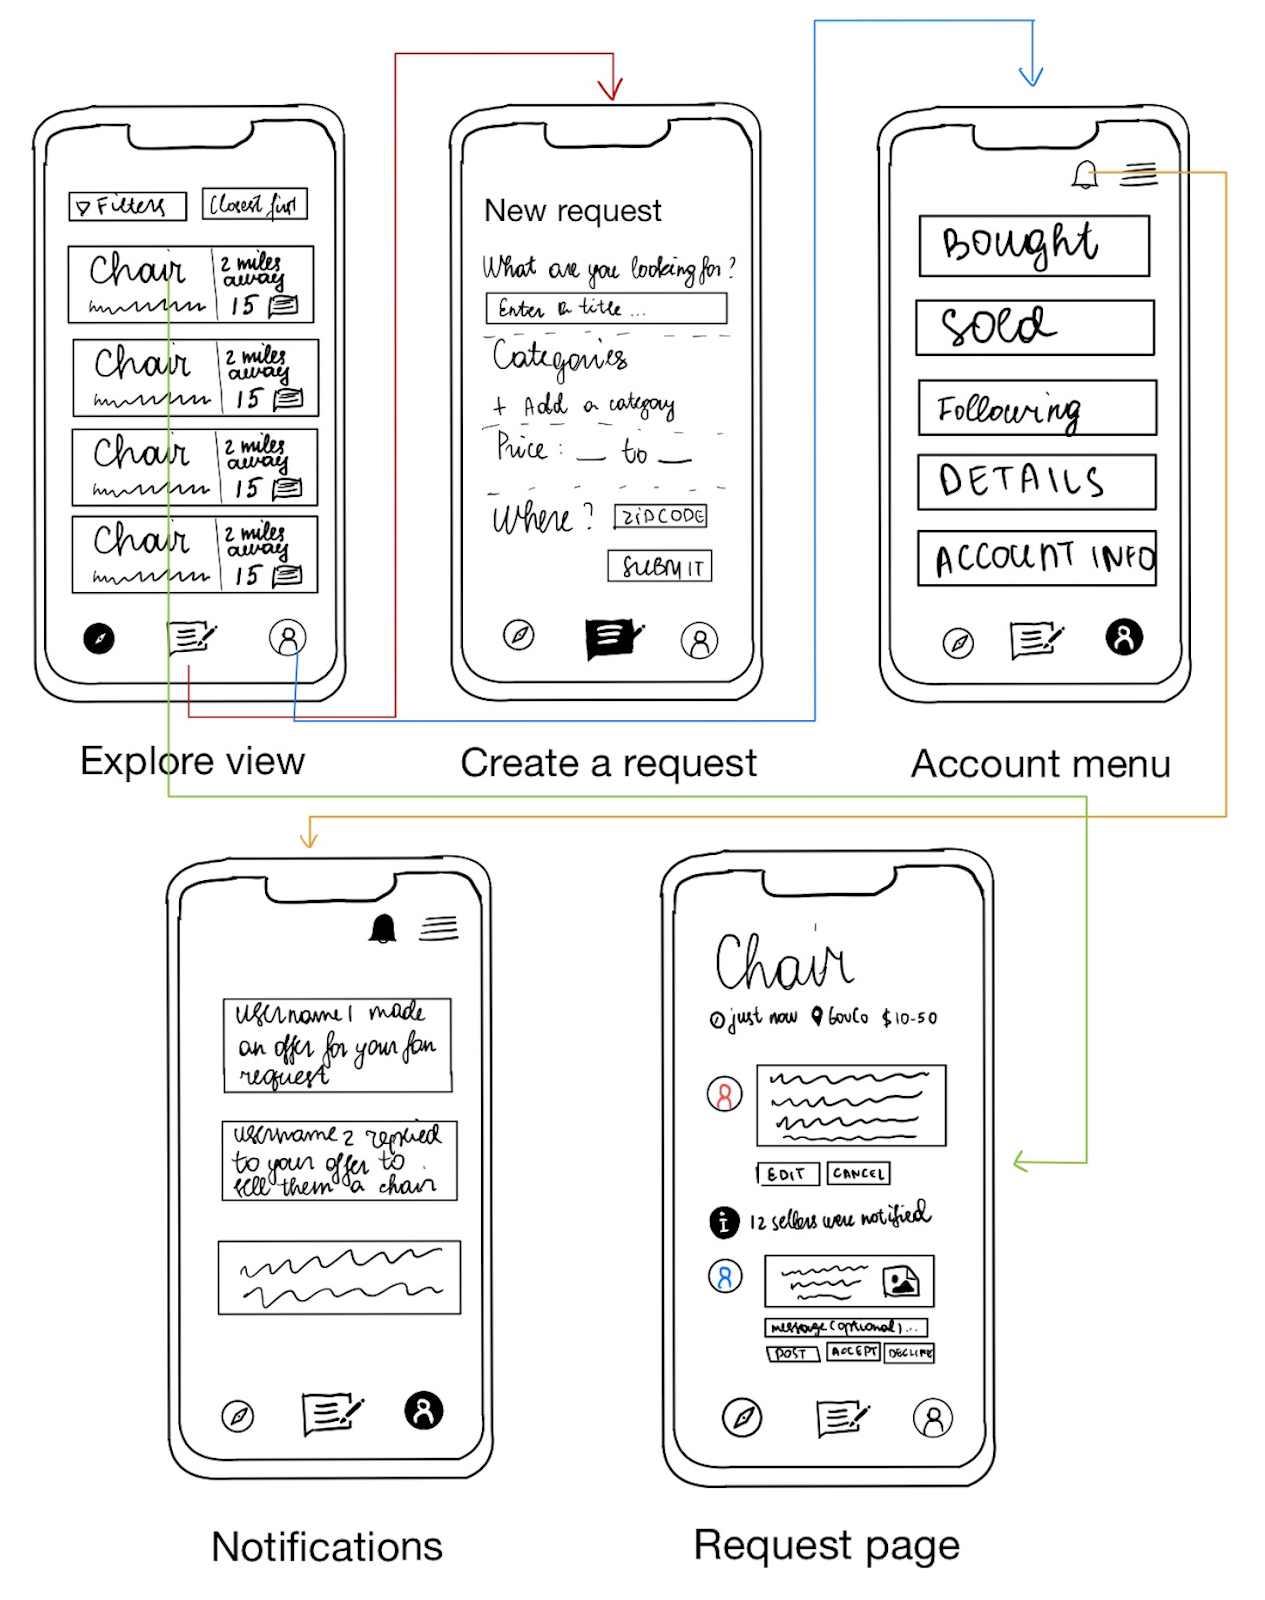 Filters
Closest first
Chair
2 miles
away
15
Chair
2 miles
away
15
Chair
2 miles
away
15
Chair
2 miles
away
15
Explore view
New request
What are you looking for?
Enter a title...
Categories
+ Add a category
Price: __ to __
Where? ZIPCODE
SUBMIT
Create a request
Bought
Sold
Following
DETAILS
ACCOUNT INFO
Account menu
username1 made
an offer for your fan
request
username2 replied
to your offer to
sell them a chair
Notifications
Chair
just now GovCo $10-50
EDIT CANCEL
i 12 sellers were notified
message (optional)...
POST ACCEPT DECLINE
Request page